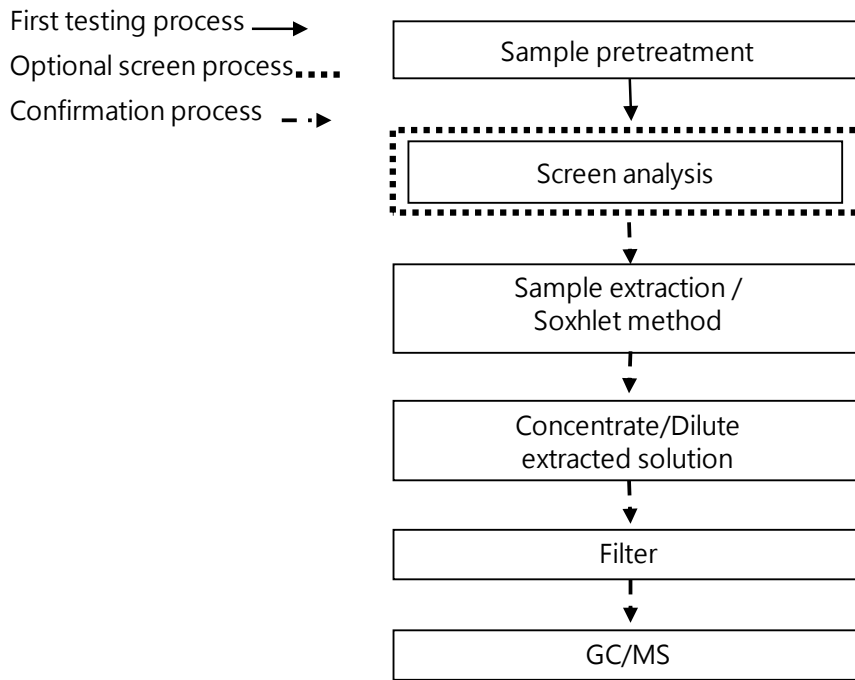 First testing process
Optional screen process
Confirmation process
Sample pretreatment
Screen analysis
Sample extraction /
Soxhlet method
Concentrate/Dilute
extracted solution
Filter
GC/MS